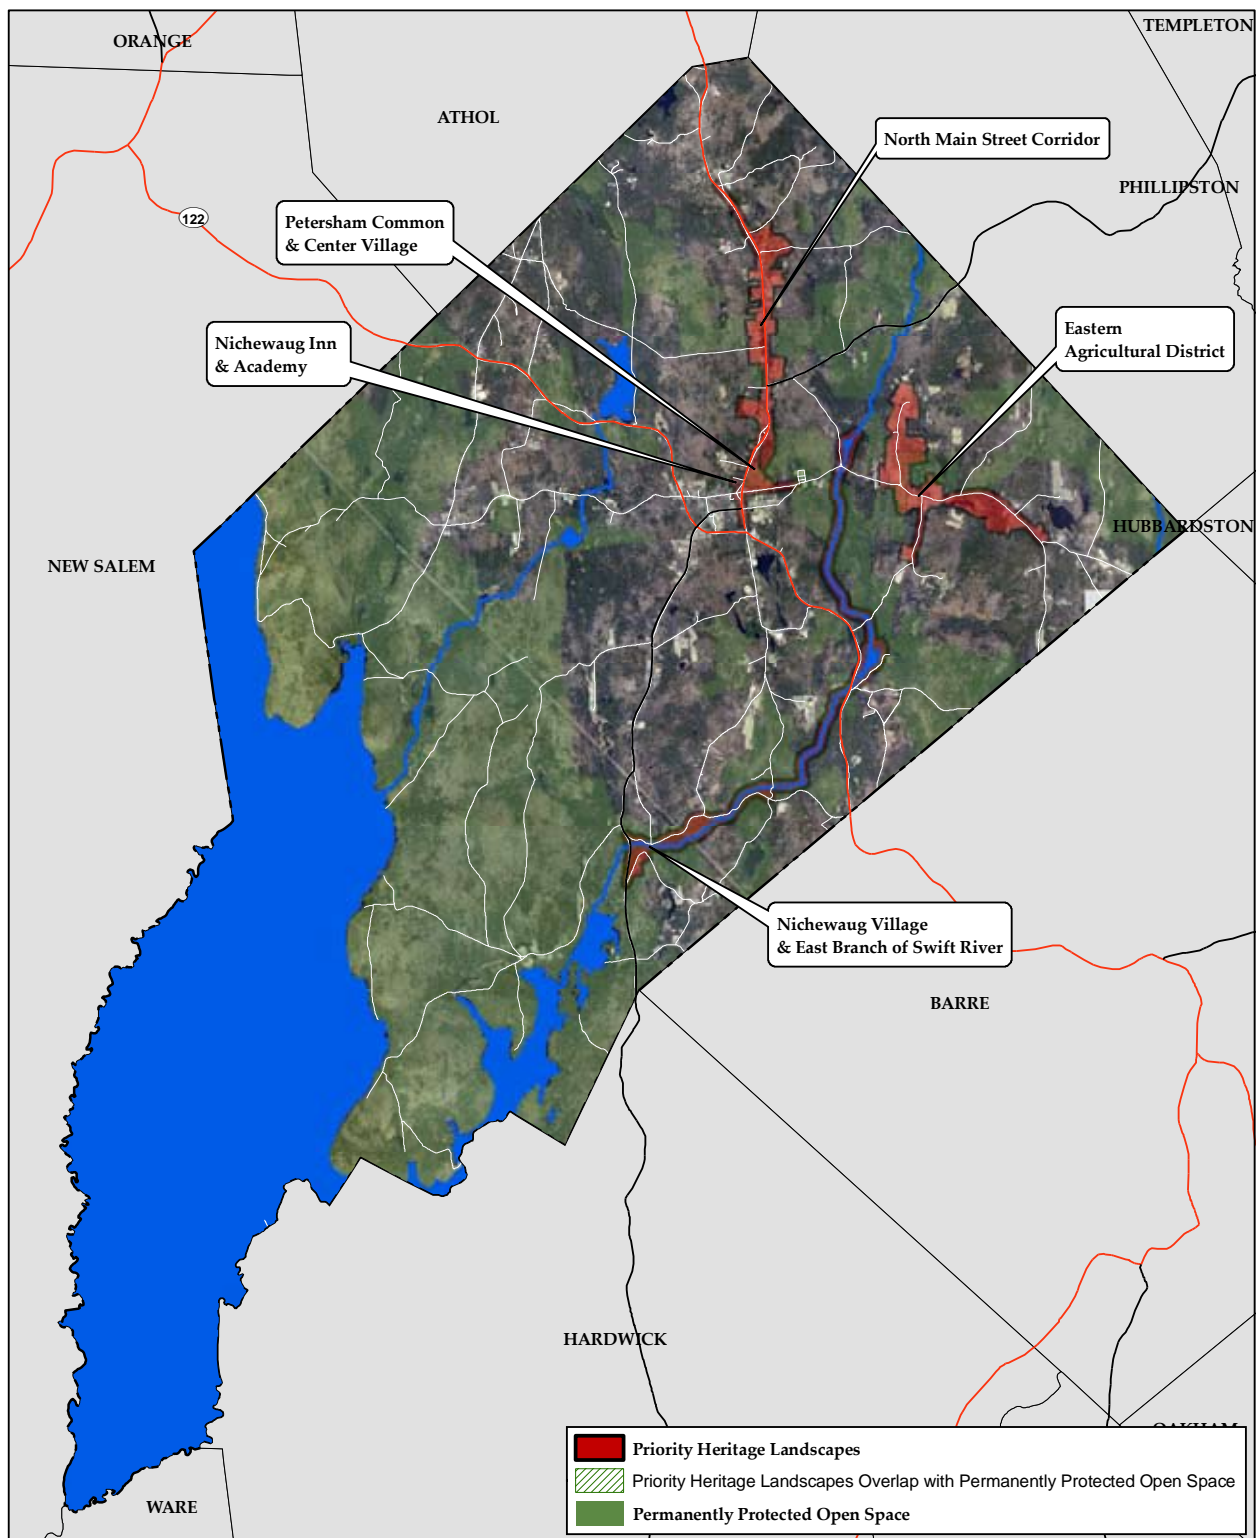 TEMPLETON
ORANGE
ATHOL
North Main Street Corridor
PHILLIPSTON
122
Petersham Common
& Center Village
Nichewaug Inn
& Academy
Eastern
Agricultural District
HUBBARDSTON
NEW SALEM
Nichewaug Village
& East Branch of Swift River
BARRE
HARDWICK
WARE
Priority Heritage Landscapes
Priority Heritage Landscapes Overlap with Permanently Protected Open Space
Permanently Protected Open Space